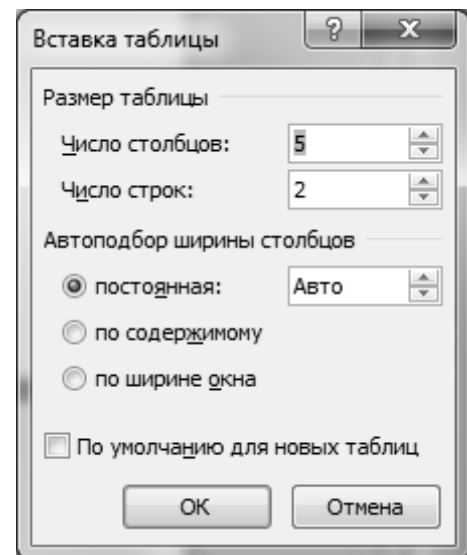 Вставка таблицы ? x
Размер таблицы
Число столбцов: 5
Число строк: 2
Автоподбор ширины столбцов
постоянная: Авто
по содержимому
по ширине окна
По умолчанию для новых таблиц
ОК Отмена